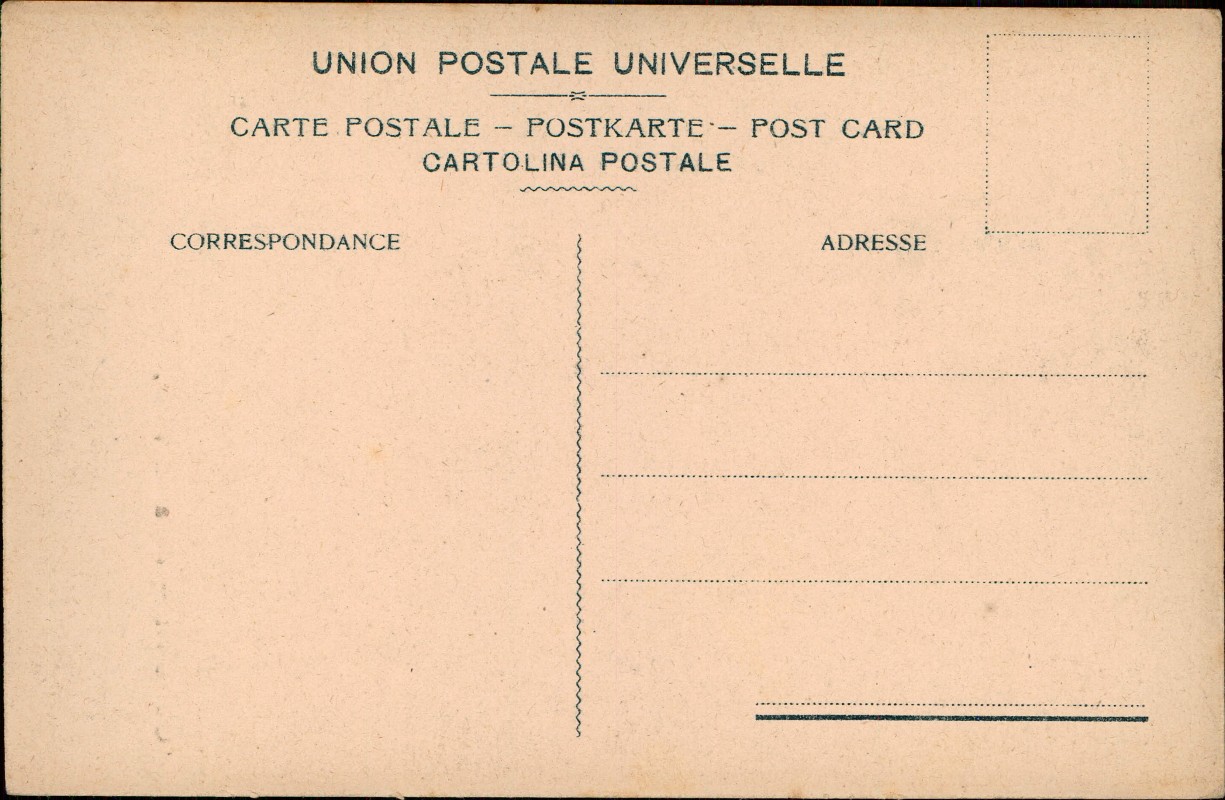 UNION POSTALE UNIVERSELLE
CARTE POSTALE – POSTKARTE – POST CARD
CARTOLINA POSTALE
CORRESPONDANCE
ADRESSE